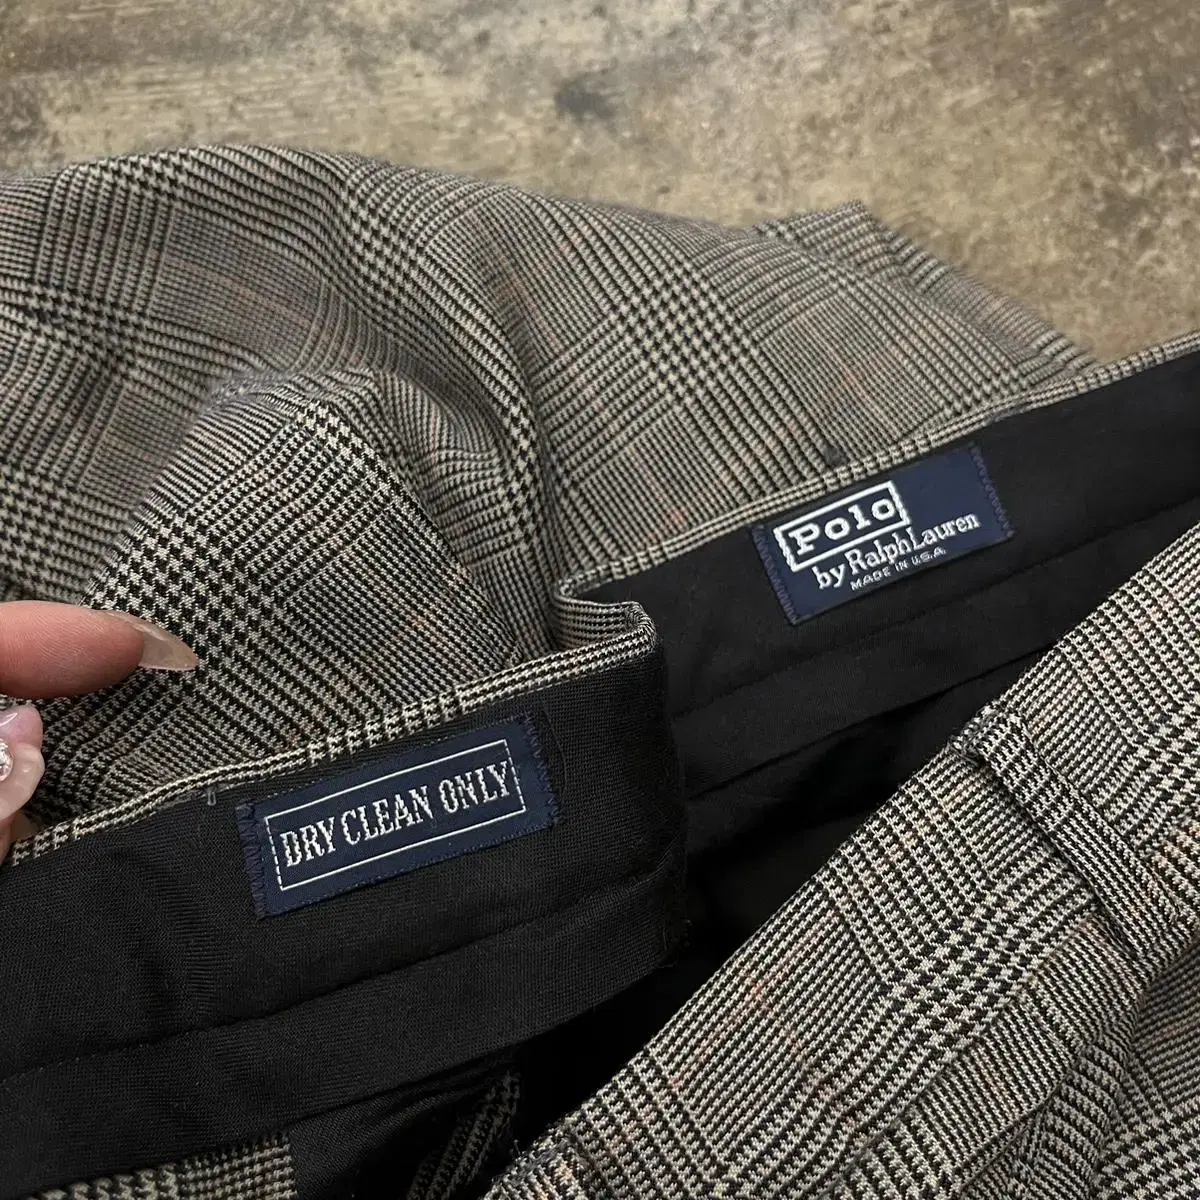 Polo
by Ralph Lauren
MADE IN U.S.A.
DRY CLEAN ONLY